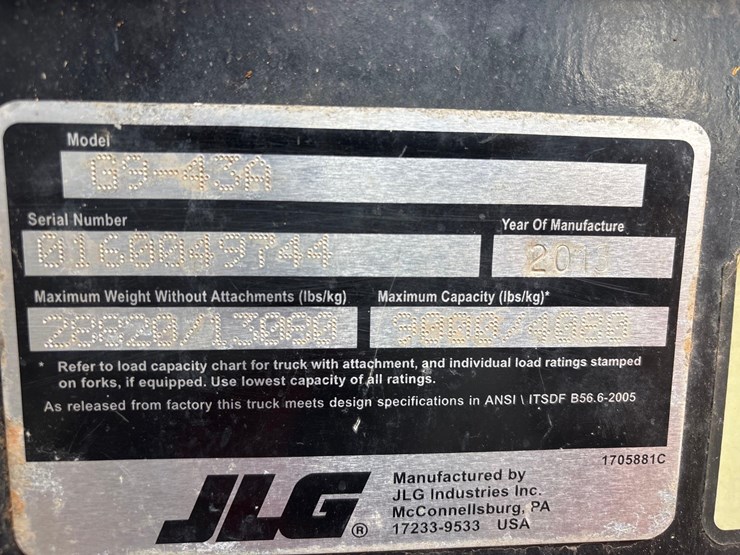 Model
G9-43A
Serial Number
Year Of Manufacture
0160049744
Maximum Weight Without Attachments (lbs/kg)
Maximum Capacity (lbs/kg)*
28820/13080
9000/4080
* Refer to load capacity chart for truck with attachment, and individual load ratings stamped
on forks, if equipped. Use lowest capacity of all ratings.
As released from factory this truck meets design specifications in ANSI \ ITSDF B56.6-2005
1705881C
JLG®
Manufactured by
JLG Industries Inc.
McConnellsburg, PA
17233-9533 USA